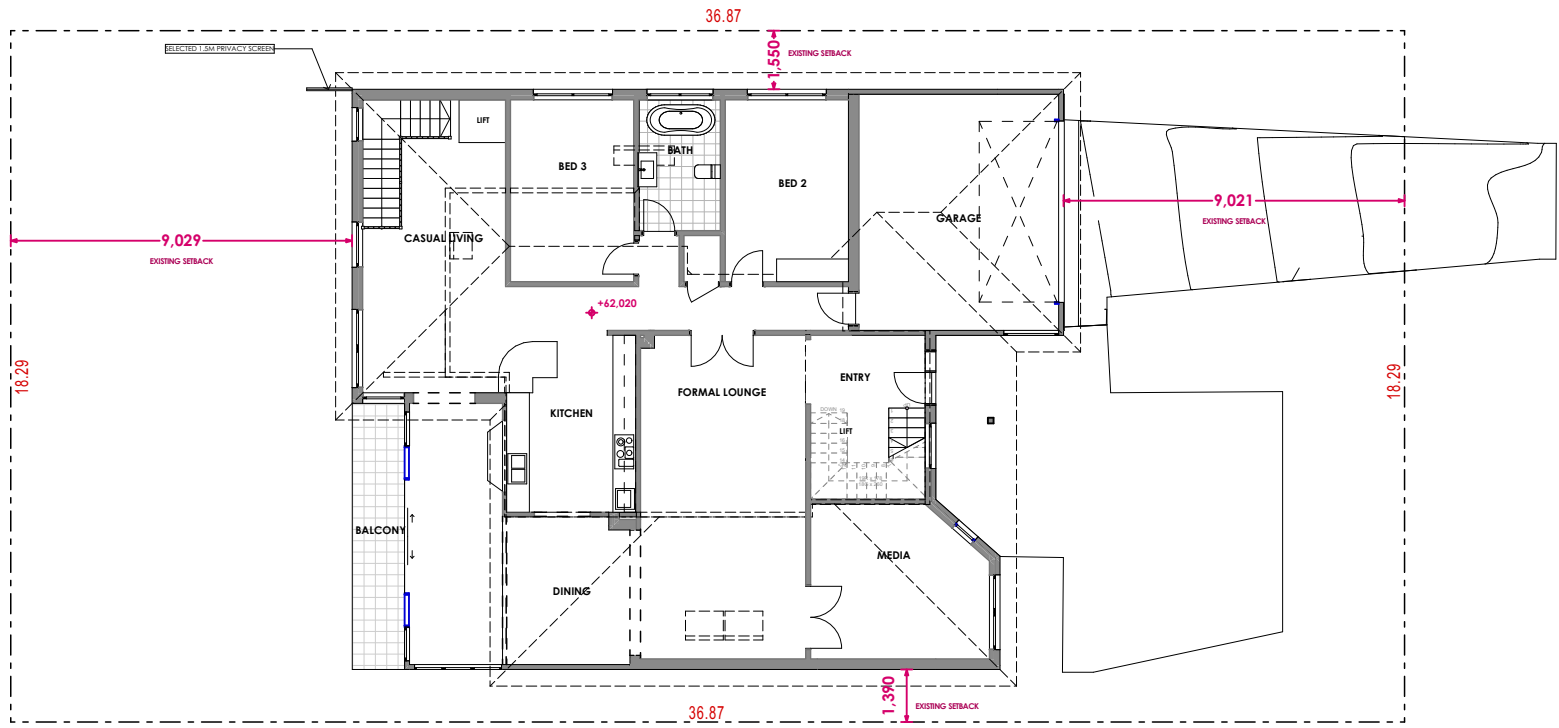 36.87
SELECTED 1.5M PRIVACY SCREEN
1,550
EXISTING SETBACK
LIFT
BATH
BED 3
BED 2
9,021
GARAGE
EXISTING SETBACK
9,029
CASUAL LIVING
EXISTING SETBACK
+62,020
18.29
18.29
ENTRY
FORMAL LOUNGE
KITCHEN
DOWN
LIFT
BALCONY
MEDIA
DINING
1,390
EXISTING SETBACK
36.87